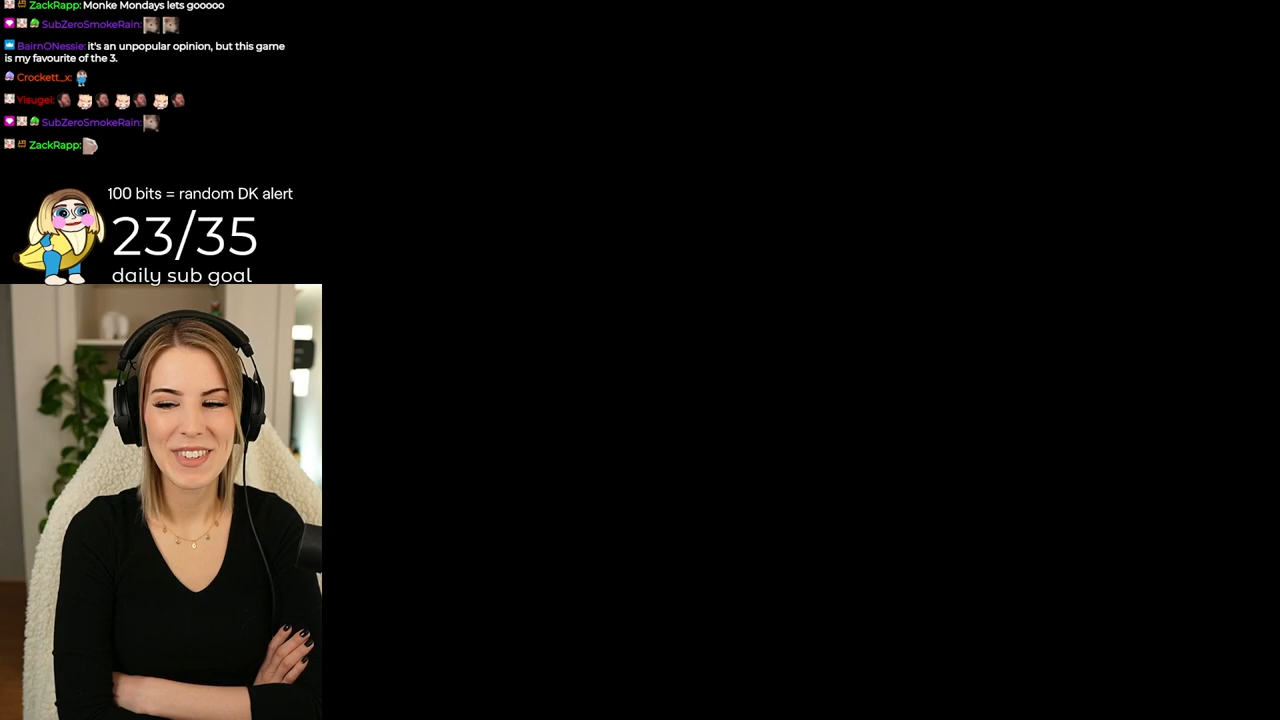 ZackRapp: Monke Mondays lets gooooo
SubZeroSmokeRain:
BairnONessie: it's an unpopular opinion, but this game
is my favourite of the 3.
Crockett_x:
Yisugei:
SubZeroSmokeRain:
ZackRapp:
100 bits = random DK alert
23/35
daily sub goal